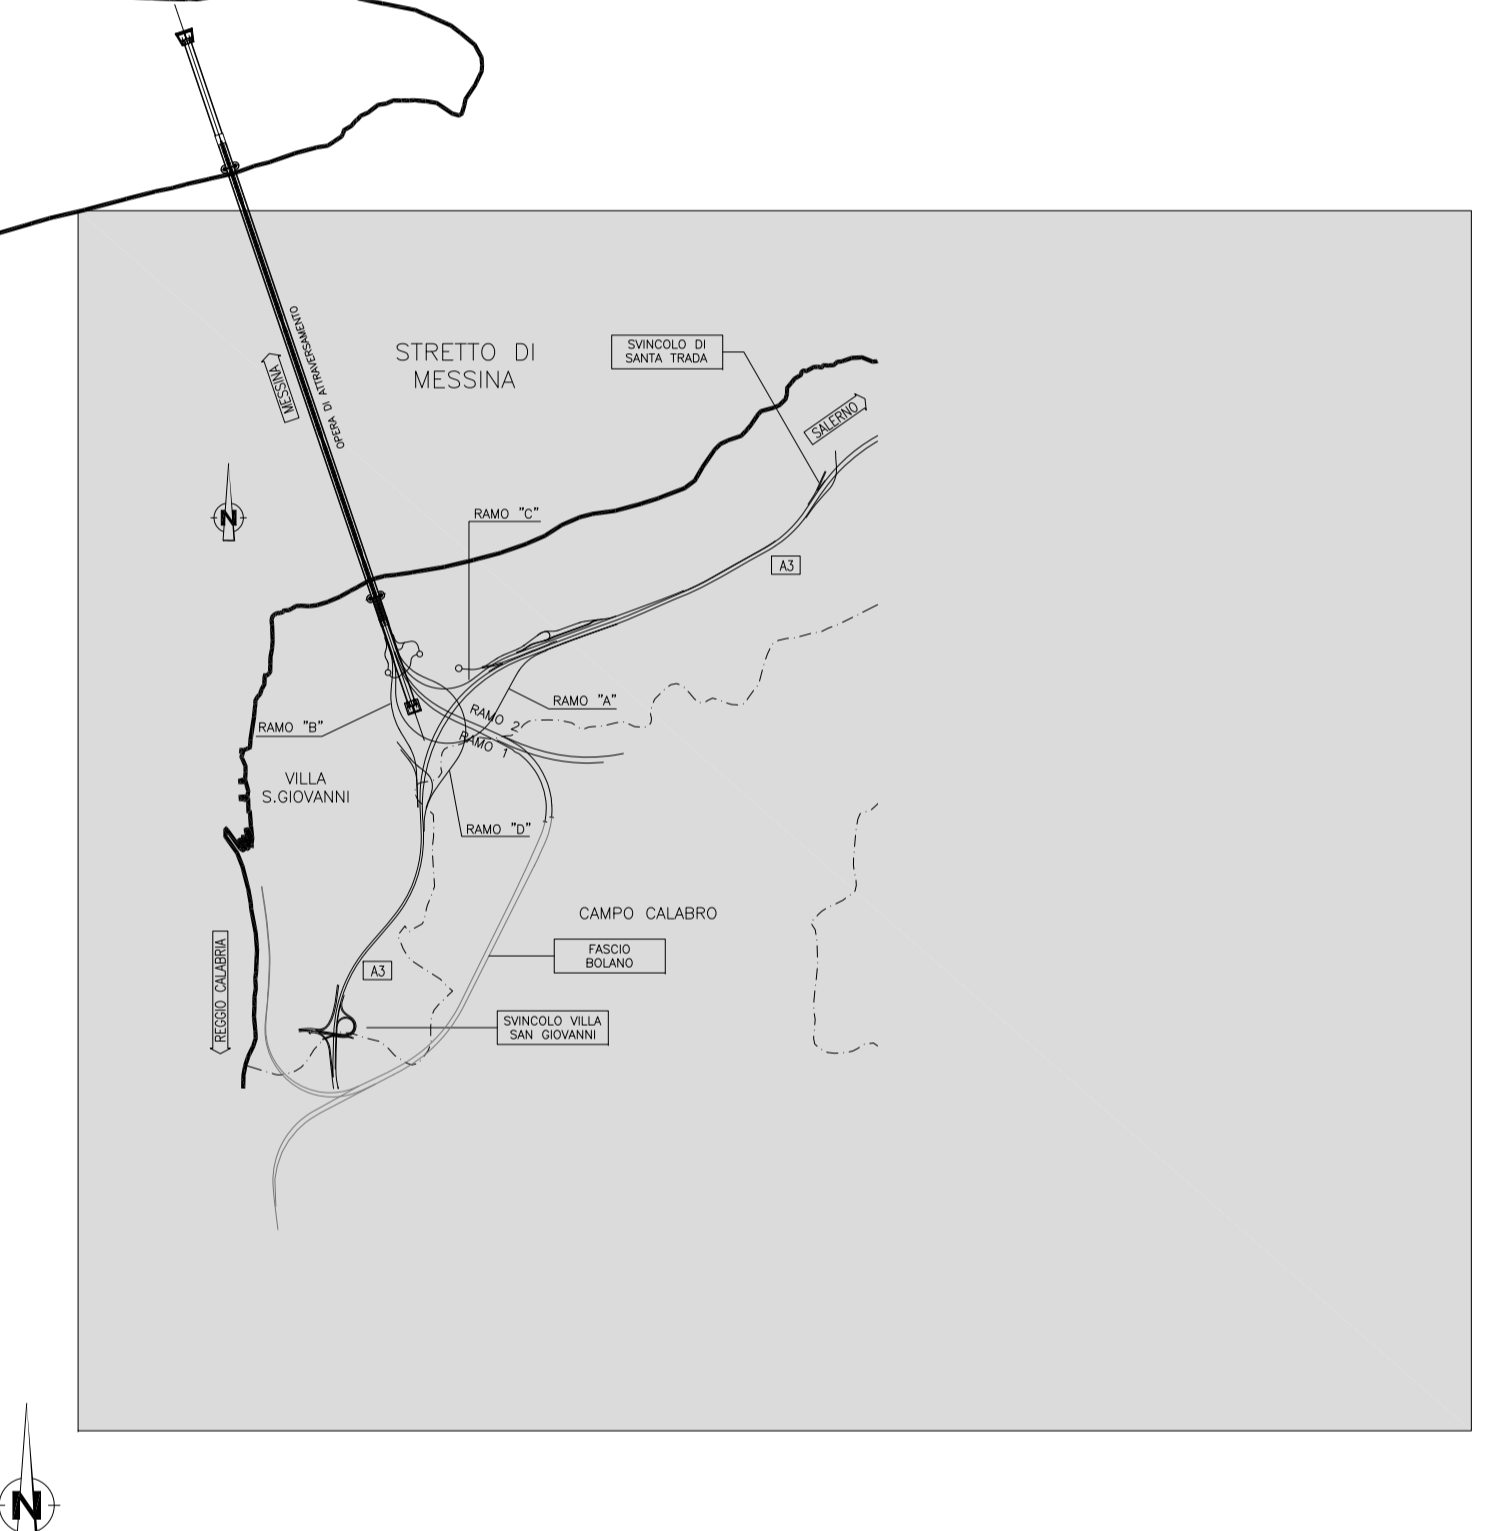 STRETTO DI
MESSINA
SVINCOLO DI
SANTA TRADA
OPERA DI ATTRAVERSAMENTO
MESSINA
SALERNO
N
RAMO "C"
A3
RAMO "A"
RAMO 2
RAMO "B"
RAMO 1
VILLA
S.GIOVANNI
RAMO "D"
CAMPO CALABRO
FASCIO
BOLANO
REGGIO CALABRIA
A3
SVINCOLO VILLA
SAN GIOVANNI
N